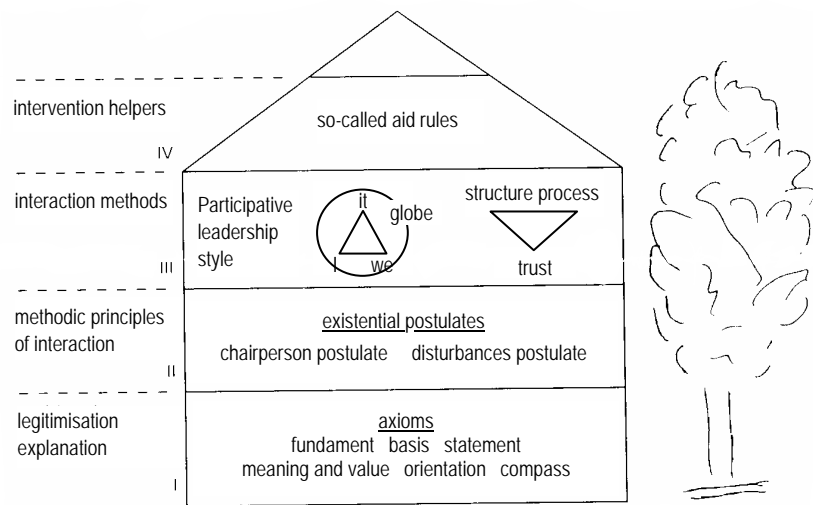 intervention helpers
IV
so-called aid rules
interaction methods
III
Participative
leadership
style
it
globe
I we
structure process
trust
methodic principles
of interaction
II
existential postulates
chairperson postulate disturbances postulate
legitimisation
explanation
I
axioms
fundament basis statement
meaning and value orientation compass